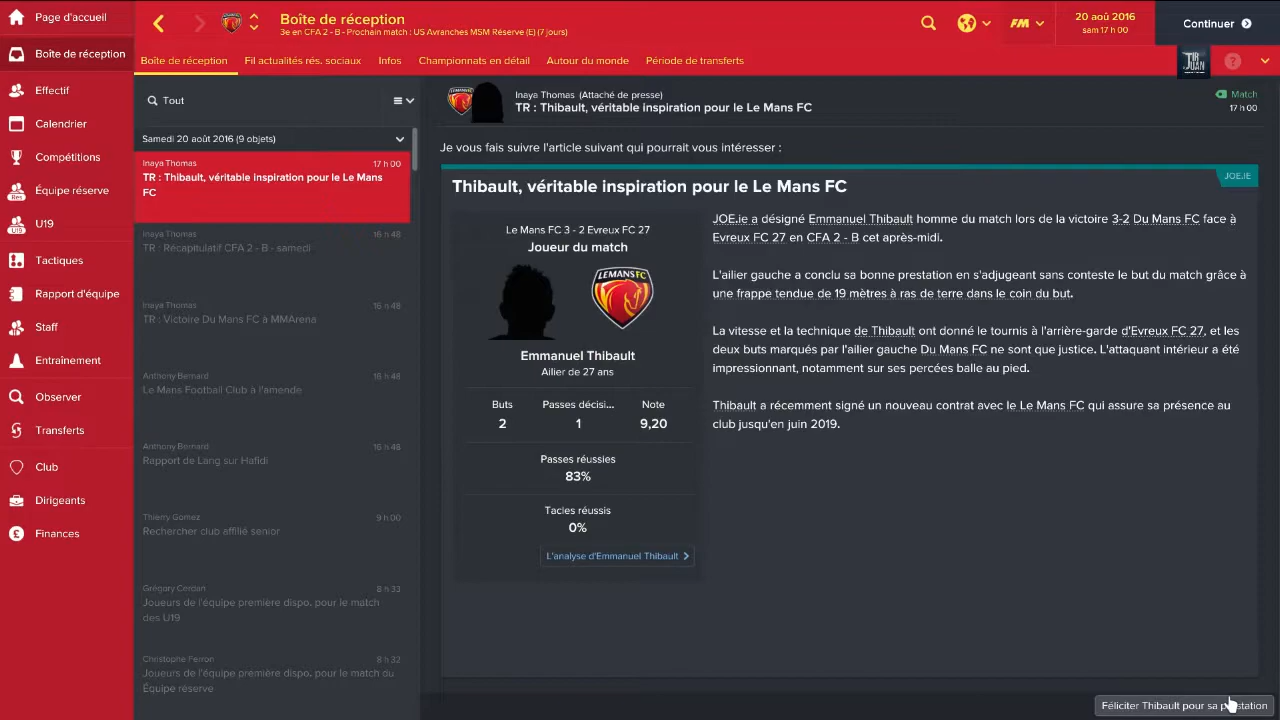 Page d'accueil
Boîte de réception
Effectif
Calendrier
Compétitions
Équipe réserve
Rés
U19
U19
Tactiques
Rapport d'équipe
Staff
Entraînement
Observer
Transferts
Club
Dirigeants
Finances
Boîte de réception
3e en CFA 2 - B - Prochain match : US Avranches MSM Réserve (E) (7 jours)
FM
20 aoû 2016
sam 17 h 00
Continuer
Boîte de réception
Fil actualités rés. sociaux
Infos
Championnats en détail
Autour du monde
Période de transferts
Tout
Samedi 20 août 2016 (9 objets)
Inaya Thomas 17 h 00
TR : Thibault, véritable inspiration pour le Le Mans
FC
Inaya Thomas 16 h 48
TR : Récapitulatif CFA 2 - B - samedi
Inaya Thomas 16 h 48
TR : Victoire Du Mans FC à MMArena
Anthony Bernard 16 h 48
Le Mans Football Club à l'amende
Anthony Bernard 16 h 48
Rapport de Lang sur Hafidi
Thierry Gomez 9 h 00
Rechercher club affilié senior
Grégory Cerdan 8 h 33
Joueurs de l'équipe première dispo. pour le match
des U19
Christophe Ferron 8 h 32
Joueurs de l'équipe première dispo. pour le match du
Équipe réserve
Inaya Thomas (Attaché de presse)
TR : Thibault, véritable inspiration pour le Le Mans FC
Match
17 h 00
Je vous fais suivre l'article suivant qui pourrait vous intéresser :
JOE.IE
Thibault, véritable inspiration pour le Le Mans FC
Le Mans FC 3 - 2 Evreux FC 27
Joueur du match
LEMANSFC
Emmanuel Thibault
Ailier de 27 ans
Buts Passes décisi... Note
2 1 9,20
Passes réussies
83%
Tacles réussis
0%
L'analyse d'Emmanuel Thibault
JOE.ie a désigné Emmanuel Thibault homme du match lors de la victoire 3-2 Du Mans FC face à
Evreux FC 27 en CFA 2 - B cet après-midi.
L'ailier gauche a conclu sa bonne prestation en s'adjugeant sans conteste le but du match grâce à
une frappe tendue de 19 mètres à ras de terre dans le coin du but.
La vitesse et la technique de Thibault ont donné le tournis à l'arrière-garde d'Evreux FC 27, et les
deux buts marqués par l'ailier gauche Du Mans FC ne sont que justice. L'attaquant intérieur a été
impressionnant, notamment sur ses percées balle au pied.
Thibault a récemment signé un nouveau contrat avec le Le Mans FC qui assure sa présence au
club jusqu'en juin 2019.
Féliciter Thibault pour sa prestation